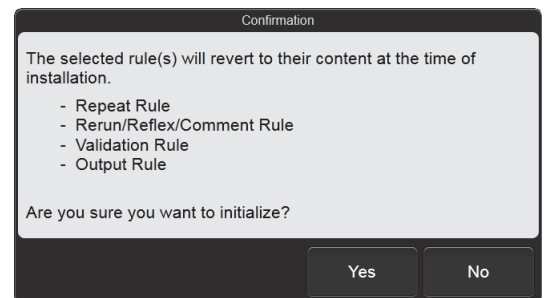 Confirmation
The selected rule(s) will revert to their content at the time of
installation.
- Repeat Rule
- Rerun/Reflex/Comment Rule
- Validation Rule
- Output Rule
Are you sure you want to initialize?
Yes
No